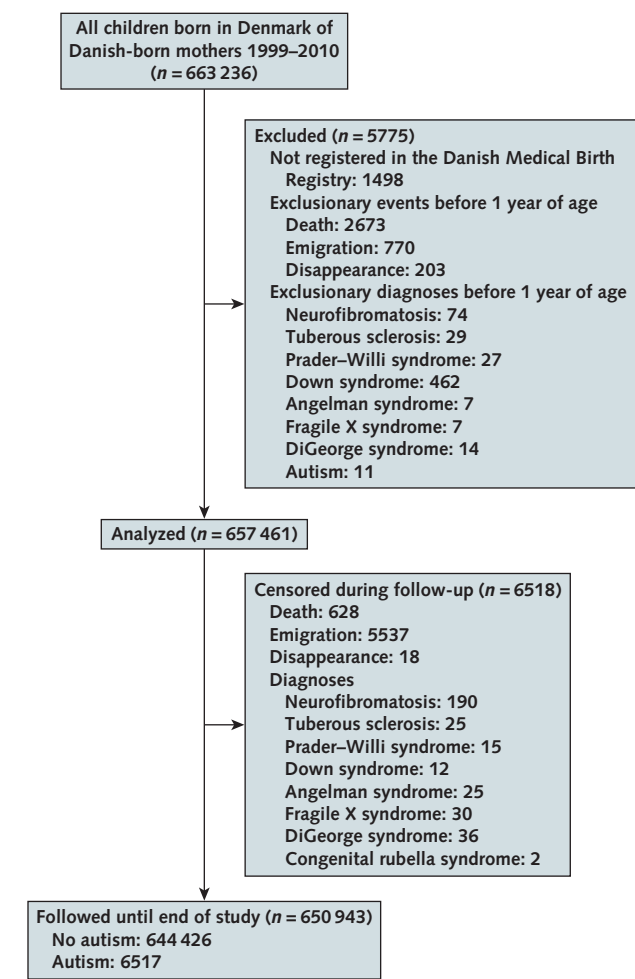 All children born in Denmark of
Danish-born mothers 1999–2010
(n = 663 236)
Excluded (n = 5775)
Not registered in the Danish Medical Birth
Registry: 1498
Exclusionary events before 1 year of age
Death: 2673
Emigration: 770
Disappearance: 203
Exclusionary diagnoses before 1 year of age
Neurofibromatosis: 74
Tuberous sclerosis: 29
Prader–Willi syndrome: 27
Down syndrome: 462
Angelman syndrome: 7
Fragile X syndrome: 7
DiGeorge syndrome: 14
Autism: 11
Analyzed (n = 657 461)
Censored during follow-up (n = 6518)
Death: 628
Emigration: 5537
Disappearance: 18
Diagnoses
Neurofibromatosis: 190
Tuberous sclerosis: 25
Prader–Willi syndrome: 15
Down syndrome: 12
Angelman syndrome: 25
Fragile X syndrome: 30
DiGeorge syndrome: 36
Congenital rubella syndrome: 2
Followed until end of study (n = 650 943)
No autism: 644 426
Autism: 6517